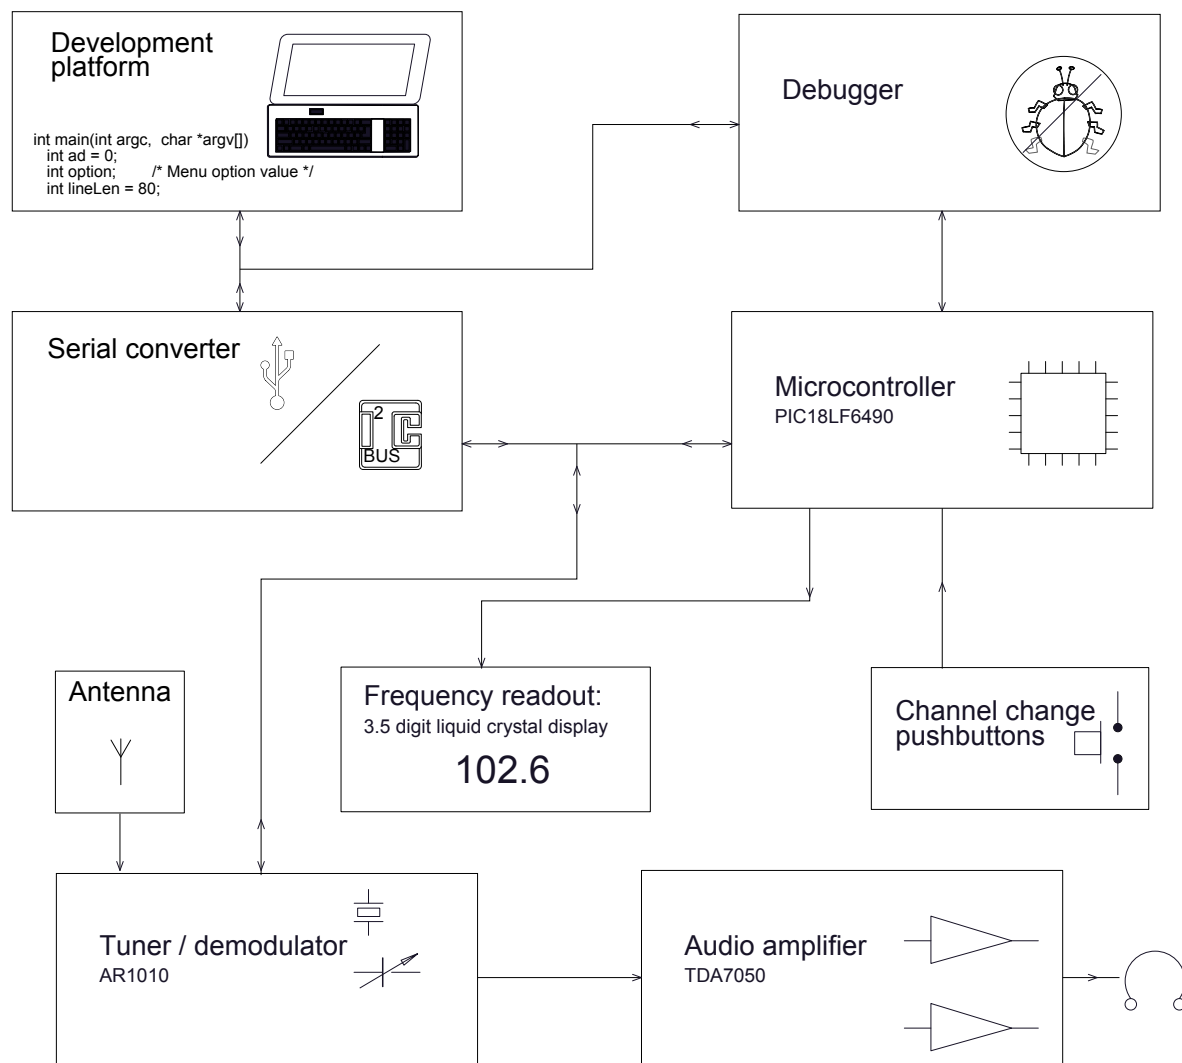 Development
platform
int main(int argc,  char *argv[])
int ad = 0;
int option;        /* Menu option value */
int lineLen = 80;
Debugger
Serial converter
I2C
BUS
Microcontroller
PIC18LF6490
Antenna
Frequency readout:
3.5 digit liquid crystal display
102.6
Channel change
pushbuttons
Tuner / demodulator
AR1010
Audio amplifier
TDA7050